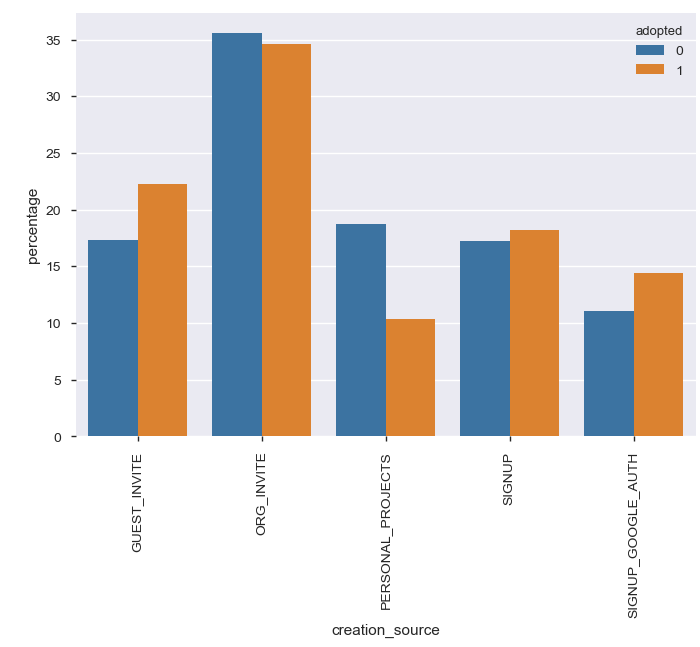 adopted
0
1
percentage
35
30
25
20
15
10
5
0
GUEST_INVITE
ORG_INVITE
PERSONAL_PROJECTS
SIGNUP
SIGNUP_GOOGLE_AUTH
creation_source